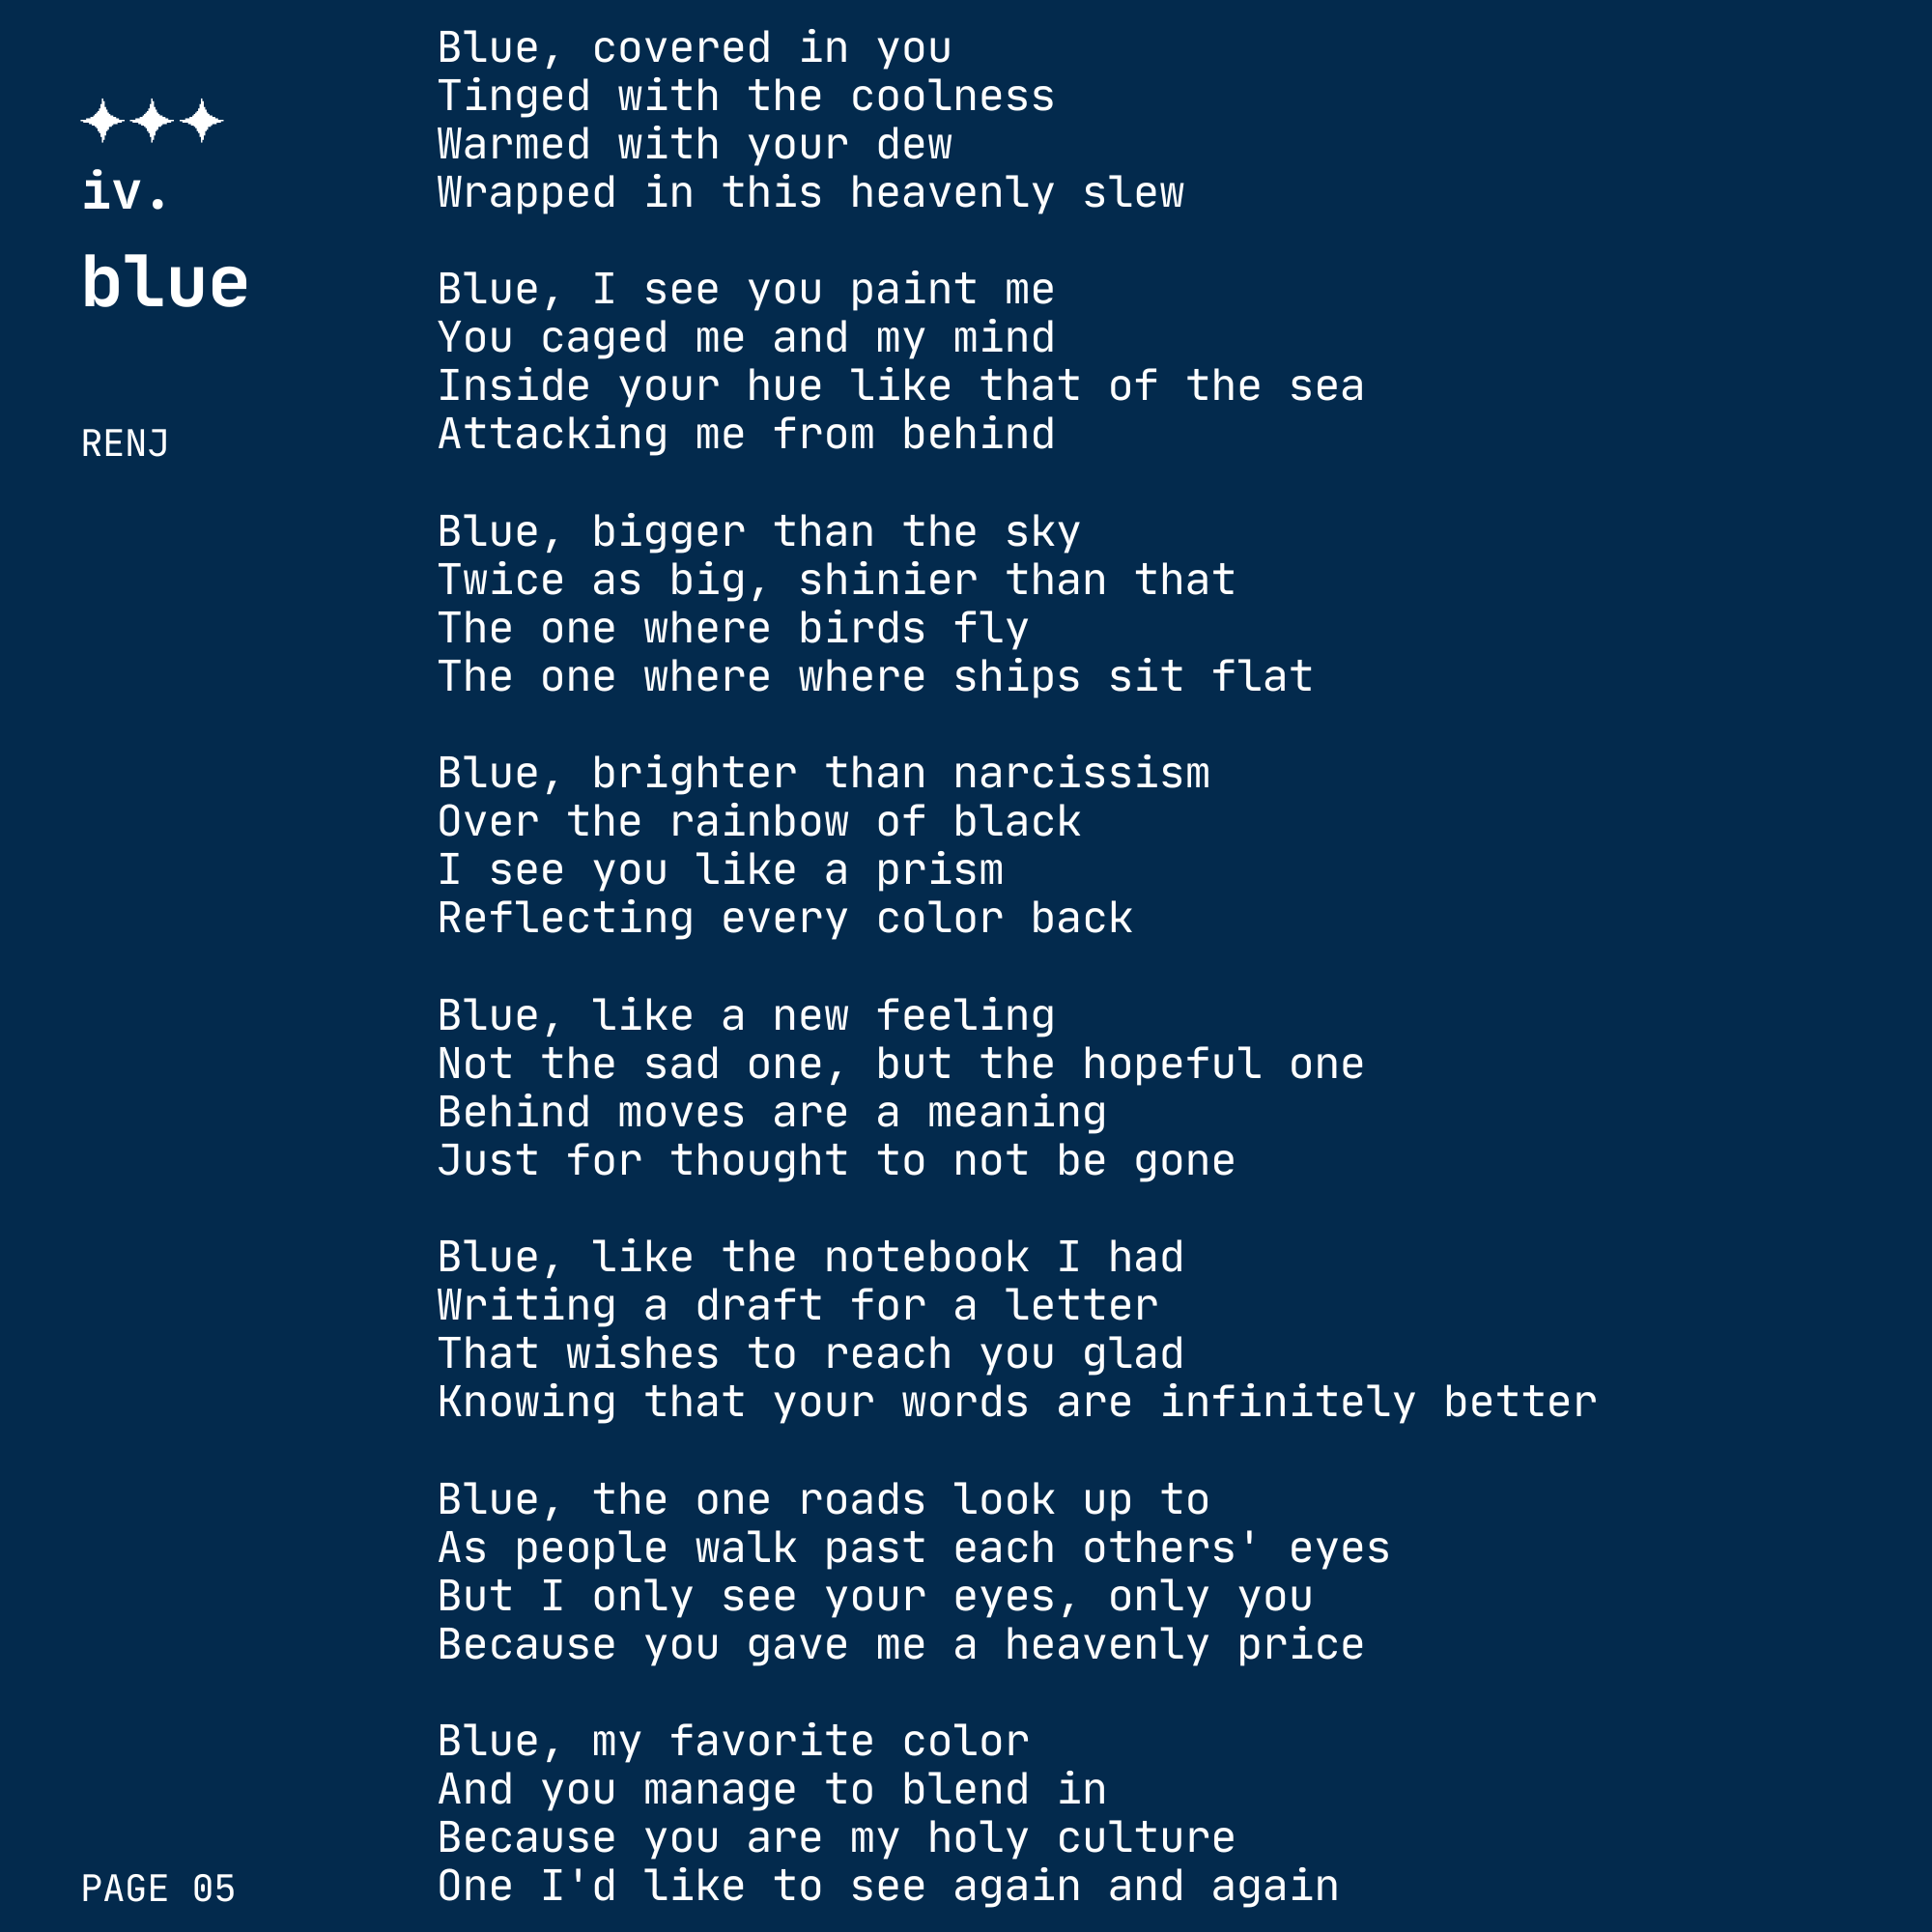 ✦✦✦
iv.
blue
RENJ
Blue, covered in you
Tinged with the coolness
Warmed with your dew
Wrapped in this heavenly slew
Blue, I see you paint me
You caged me and my mind
Inside your hue like that of the sea
Attacking me from behind
Blue, bigger than the sky
Twice as big, shinier than that
The one where birds fly
The one where where ships sit flat
Blue, brighter than narcissism
Over the rainbow of black
I see you like a prism
Reflecting every color back
Blue, like a new feeling
Not the sad one, but the hopeful one
Behind moves are a meaning
Just for thought to not be gone
Blue, like the notebook I had
Writing a draft for a letter
That wishes to reach you glad
Knowing that your words are infinitely better
Blue, the one roads look up to
As people walk past each others' eyes
But I only see your eyes, only you
Because you gave me a heavenly price
Blue, my favorite color
And you manage to blend in
Because you are my holy culture
One I'd like to see again and again
PAGE 05